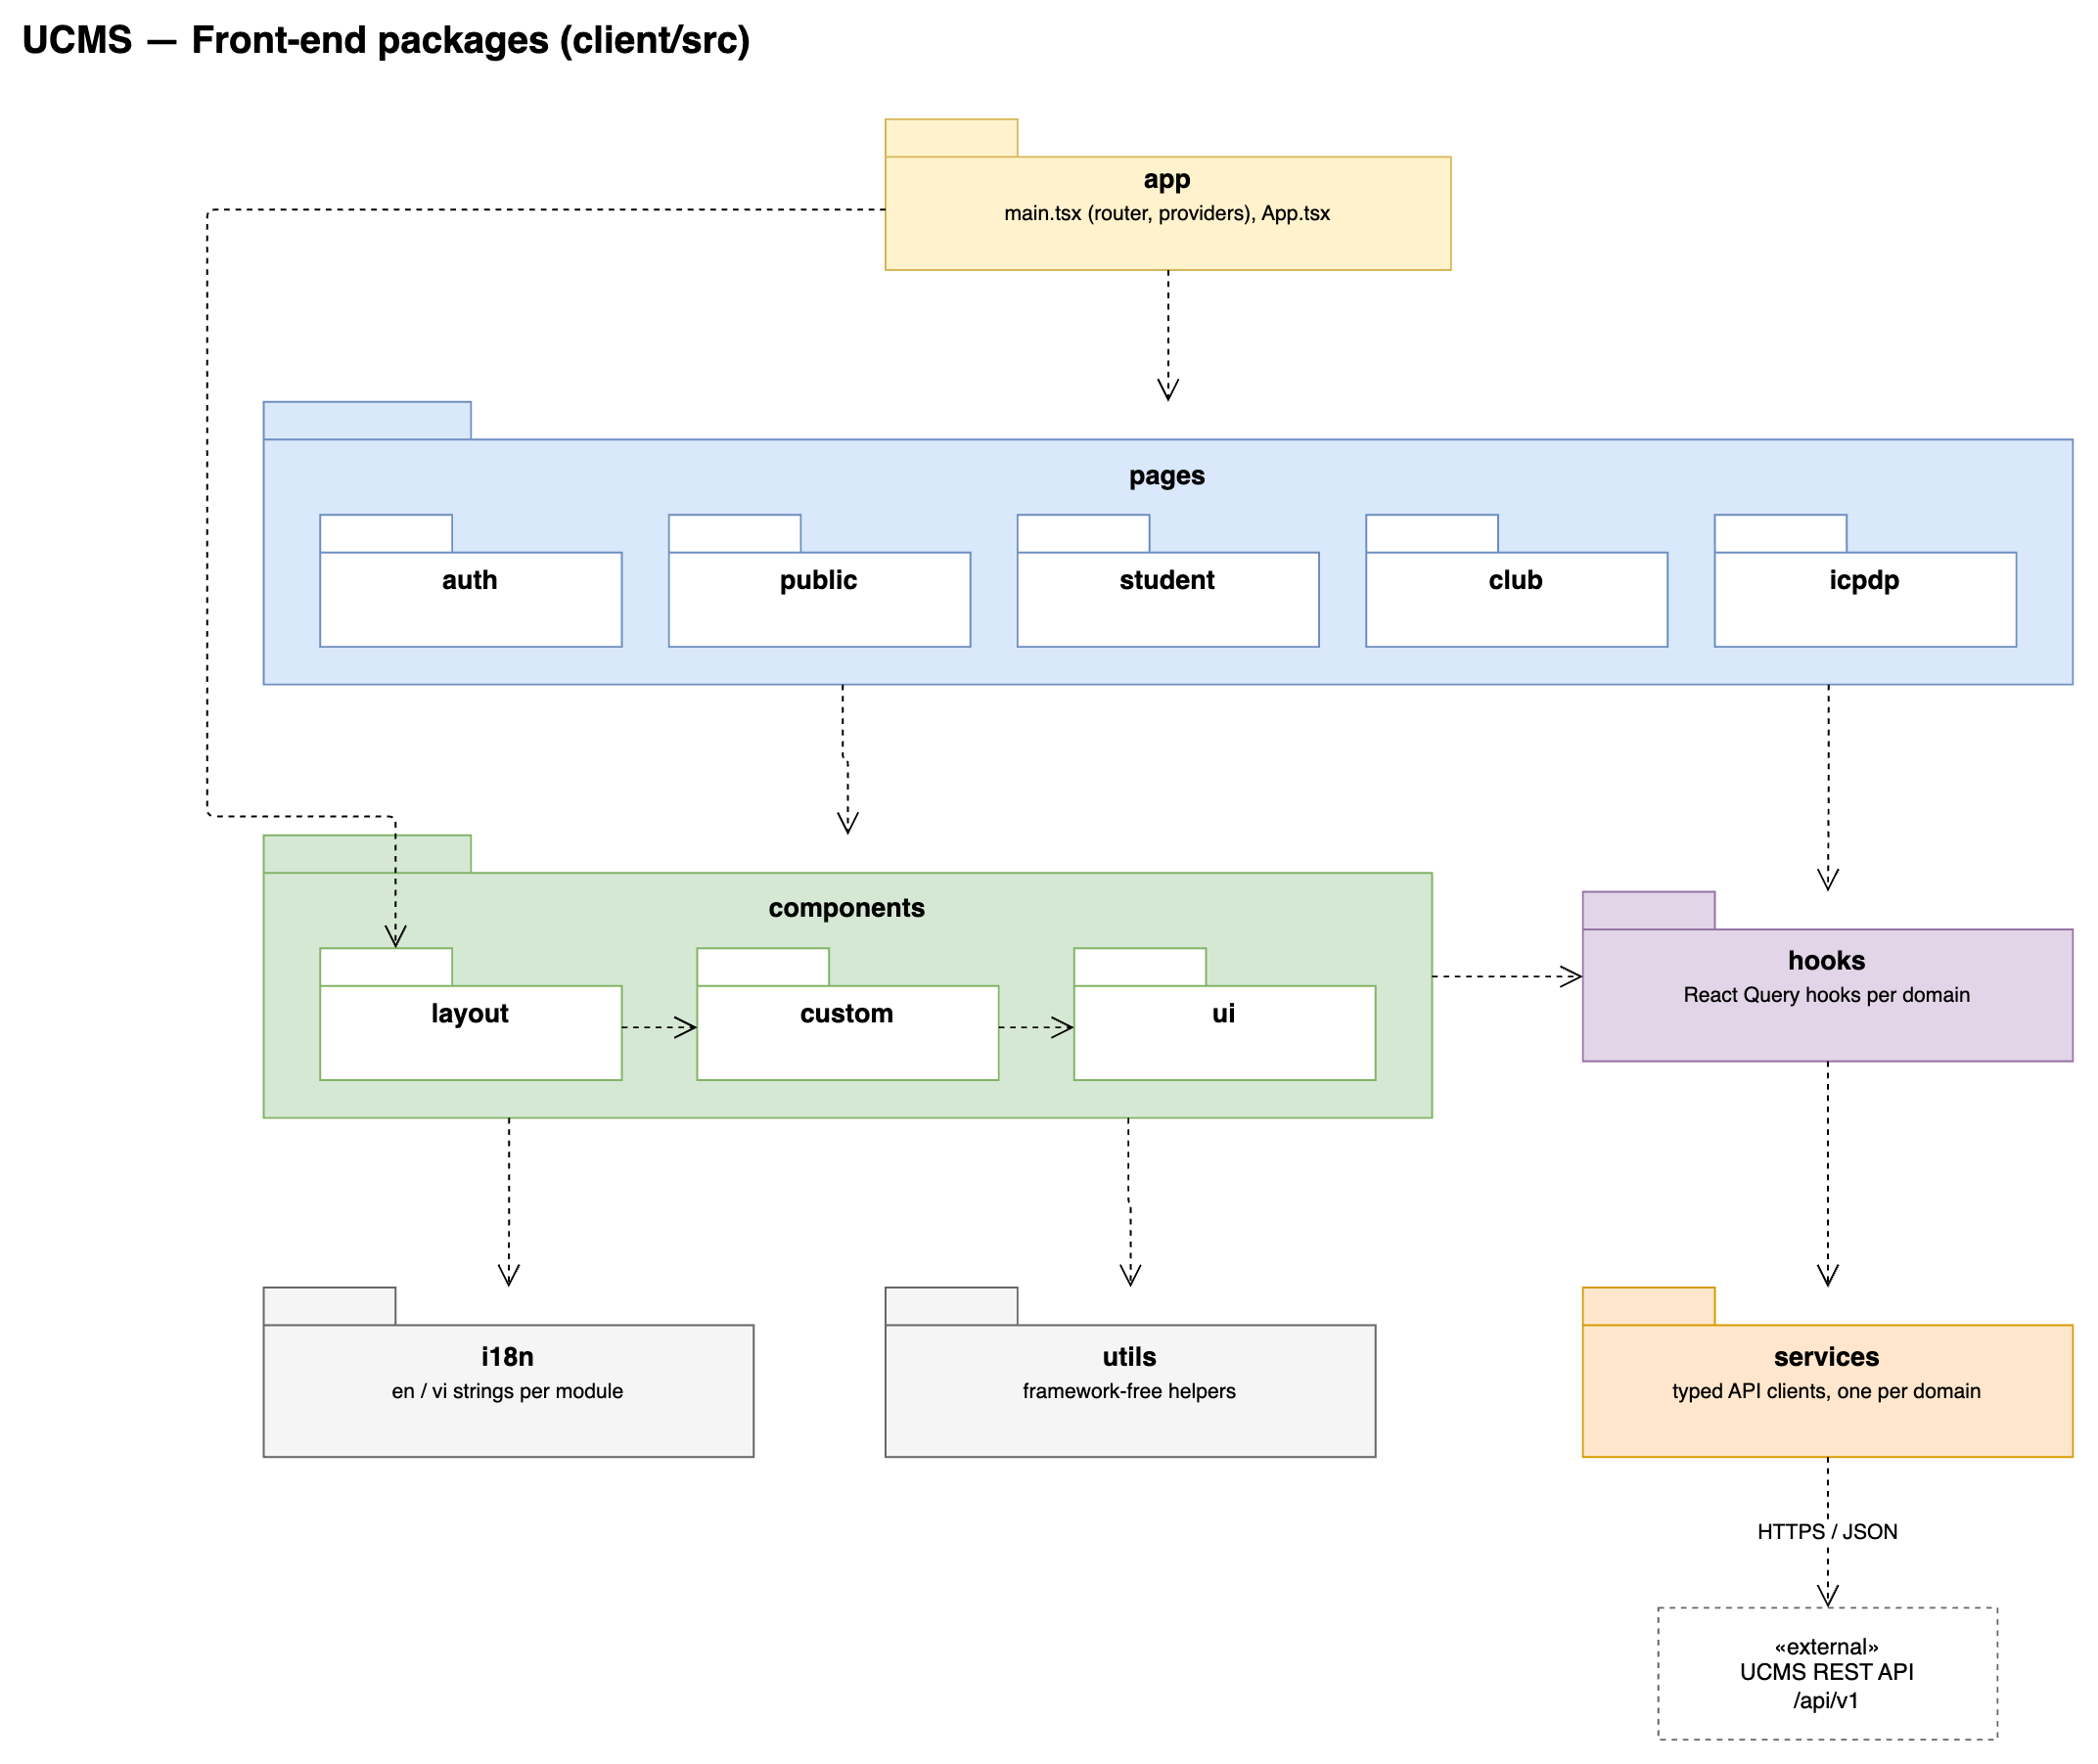 UCMS — Front-end packages (client/src)
app
main.tsx (router, providers), App.tsx
pages
auth
public
student
club
icpdp
components
layout
custom
ui
hooks
React Query hooks per domain
i18n
en / vi strings per module
utils
framework-free helpers
services
typed API clients, one per domain
HTTPS / JSON
«external»
UCMS REST API
/api/v1